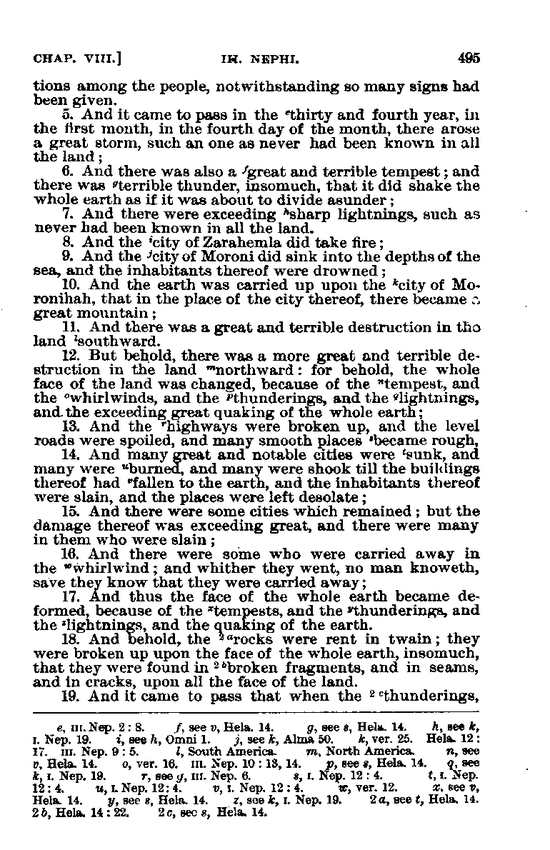 CHAP. VIII.] III. NEPHI. 495
tions among the people, notwithstanding so many signs had
been given.
5. And it came to pass in the ᵉthirty and fourth year, in
the first month, in the fourth day of the month, there arose
a great storm, such an one as never had been known in all
the land;
6. And there was also a ᶠgreat and terrible tempest; and
there was ᵍterrible thunder, insomuch, that it did shake the
whole earth as if it was about to divide asunder;
7. And there were exceeding ʰsharp lightnings, such as
never had been known in all the land.
8. And the ⁱcity of Zarahemla did take fire;
9. And the ʲcity of Moroni did sink into the depths of the
sea, and the inhabitants thereof were drowned;
10. And the earth was carried up upon the ᵏcity of Mo-
ronihah, that in the place of the city thereof, there became a
great mountain;
11. And there was a great and terrible destruction in the
land ˡsouthward.
12. But behold, there was a more great and terrible de-
struction in the land ᵐnorthward: for behold, the whole
face of the land was changed, because of the ⁿtempest, and
the ᵒwhirlwinds, and the ᵖthunderings, and the qlightnings,
and the exceeding great quaking of the whole earth;
13. And the ʳhighways were broken up, and the level
roads were spoiled, and many smooth places ˢbecame rough,
14. And many great and notable cities were ᵗsunk, and
many were ᵘburned, and many were shook till the buildings
thereof had ᵛfallen to the earth, and the inhabitants thereof
were slain, and the places were left desolate;
15. And there were some cities which remained; but the
damage thereof was exceeding great, and there were many
in them who were slain;
16. And there were some who were carried away in
the ʷwhirlwind; and whither they went, no man knoweth,
save they know that they were carried away;
17. And thus the face of the whole earth became de-
formed, because of the ˣtempests, and the ʸthunderings, and
the ᶻlightnings, and the quaking of the earth.
18. And behold, the ²ᵃrocks were rent in twain; they
were broken up upon the face of the whole earth, insomuch,
that they were found in ²ᵇbroken fragments, and in seams,
and in cracks, upon all the face of the land.
19. And it came to pass that when the ²ᶜthunderings,
e, III. Nep. 2:8. f, see v, Hela. 14. g, see s, Hela. 14. h, see k,
I. Nep. 19. i, see h, Omni 1. j, see k, Alma 50. k, ver. 25. Hela. 12:
17. III. Nep. 9:5. l, South America. m, North America. n, see
v, Hela. 14. o, ver. 16. III. Nep. 10:13, 14. p, see s, Hela. 14. q, see
k, I. Nep. 19. r, see g, III. Nep. 6. s, I. Nep. 12:4. t, I. Nep.
12:4. u, I. Nep. 12:4. v, I. Nep. 12:4. w, ver. 12. x, see v,
Hela. 14. y, see s, Hela. 14. z, see k, I. Nep. 19. 2a, see t, Hela. 14.
2b, Hela. 14:22. 2c, see s, Hela. 14.